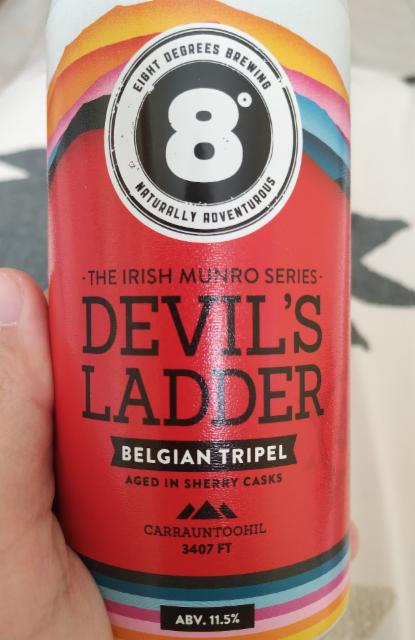 EIGHT DEGREES BREWING
8°
NATURALLY ADVENTUROUS
·THE IRISH MUNRO SERIES·
DEVIL'S
LADDER
BELGIAN TRIPEL
AGED IN SHERRY CASKS
CARRAUNTOOHIL
3407 FT
ABV. 11.5%